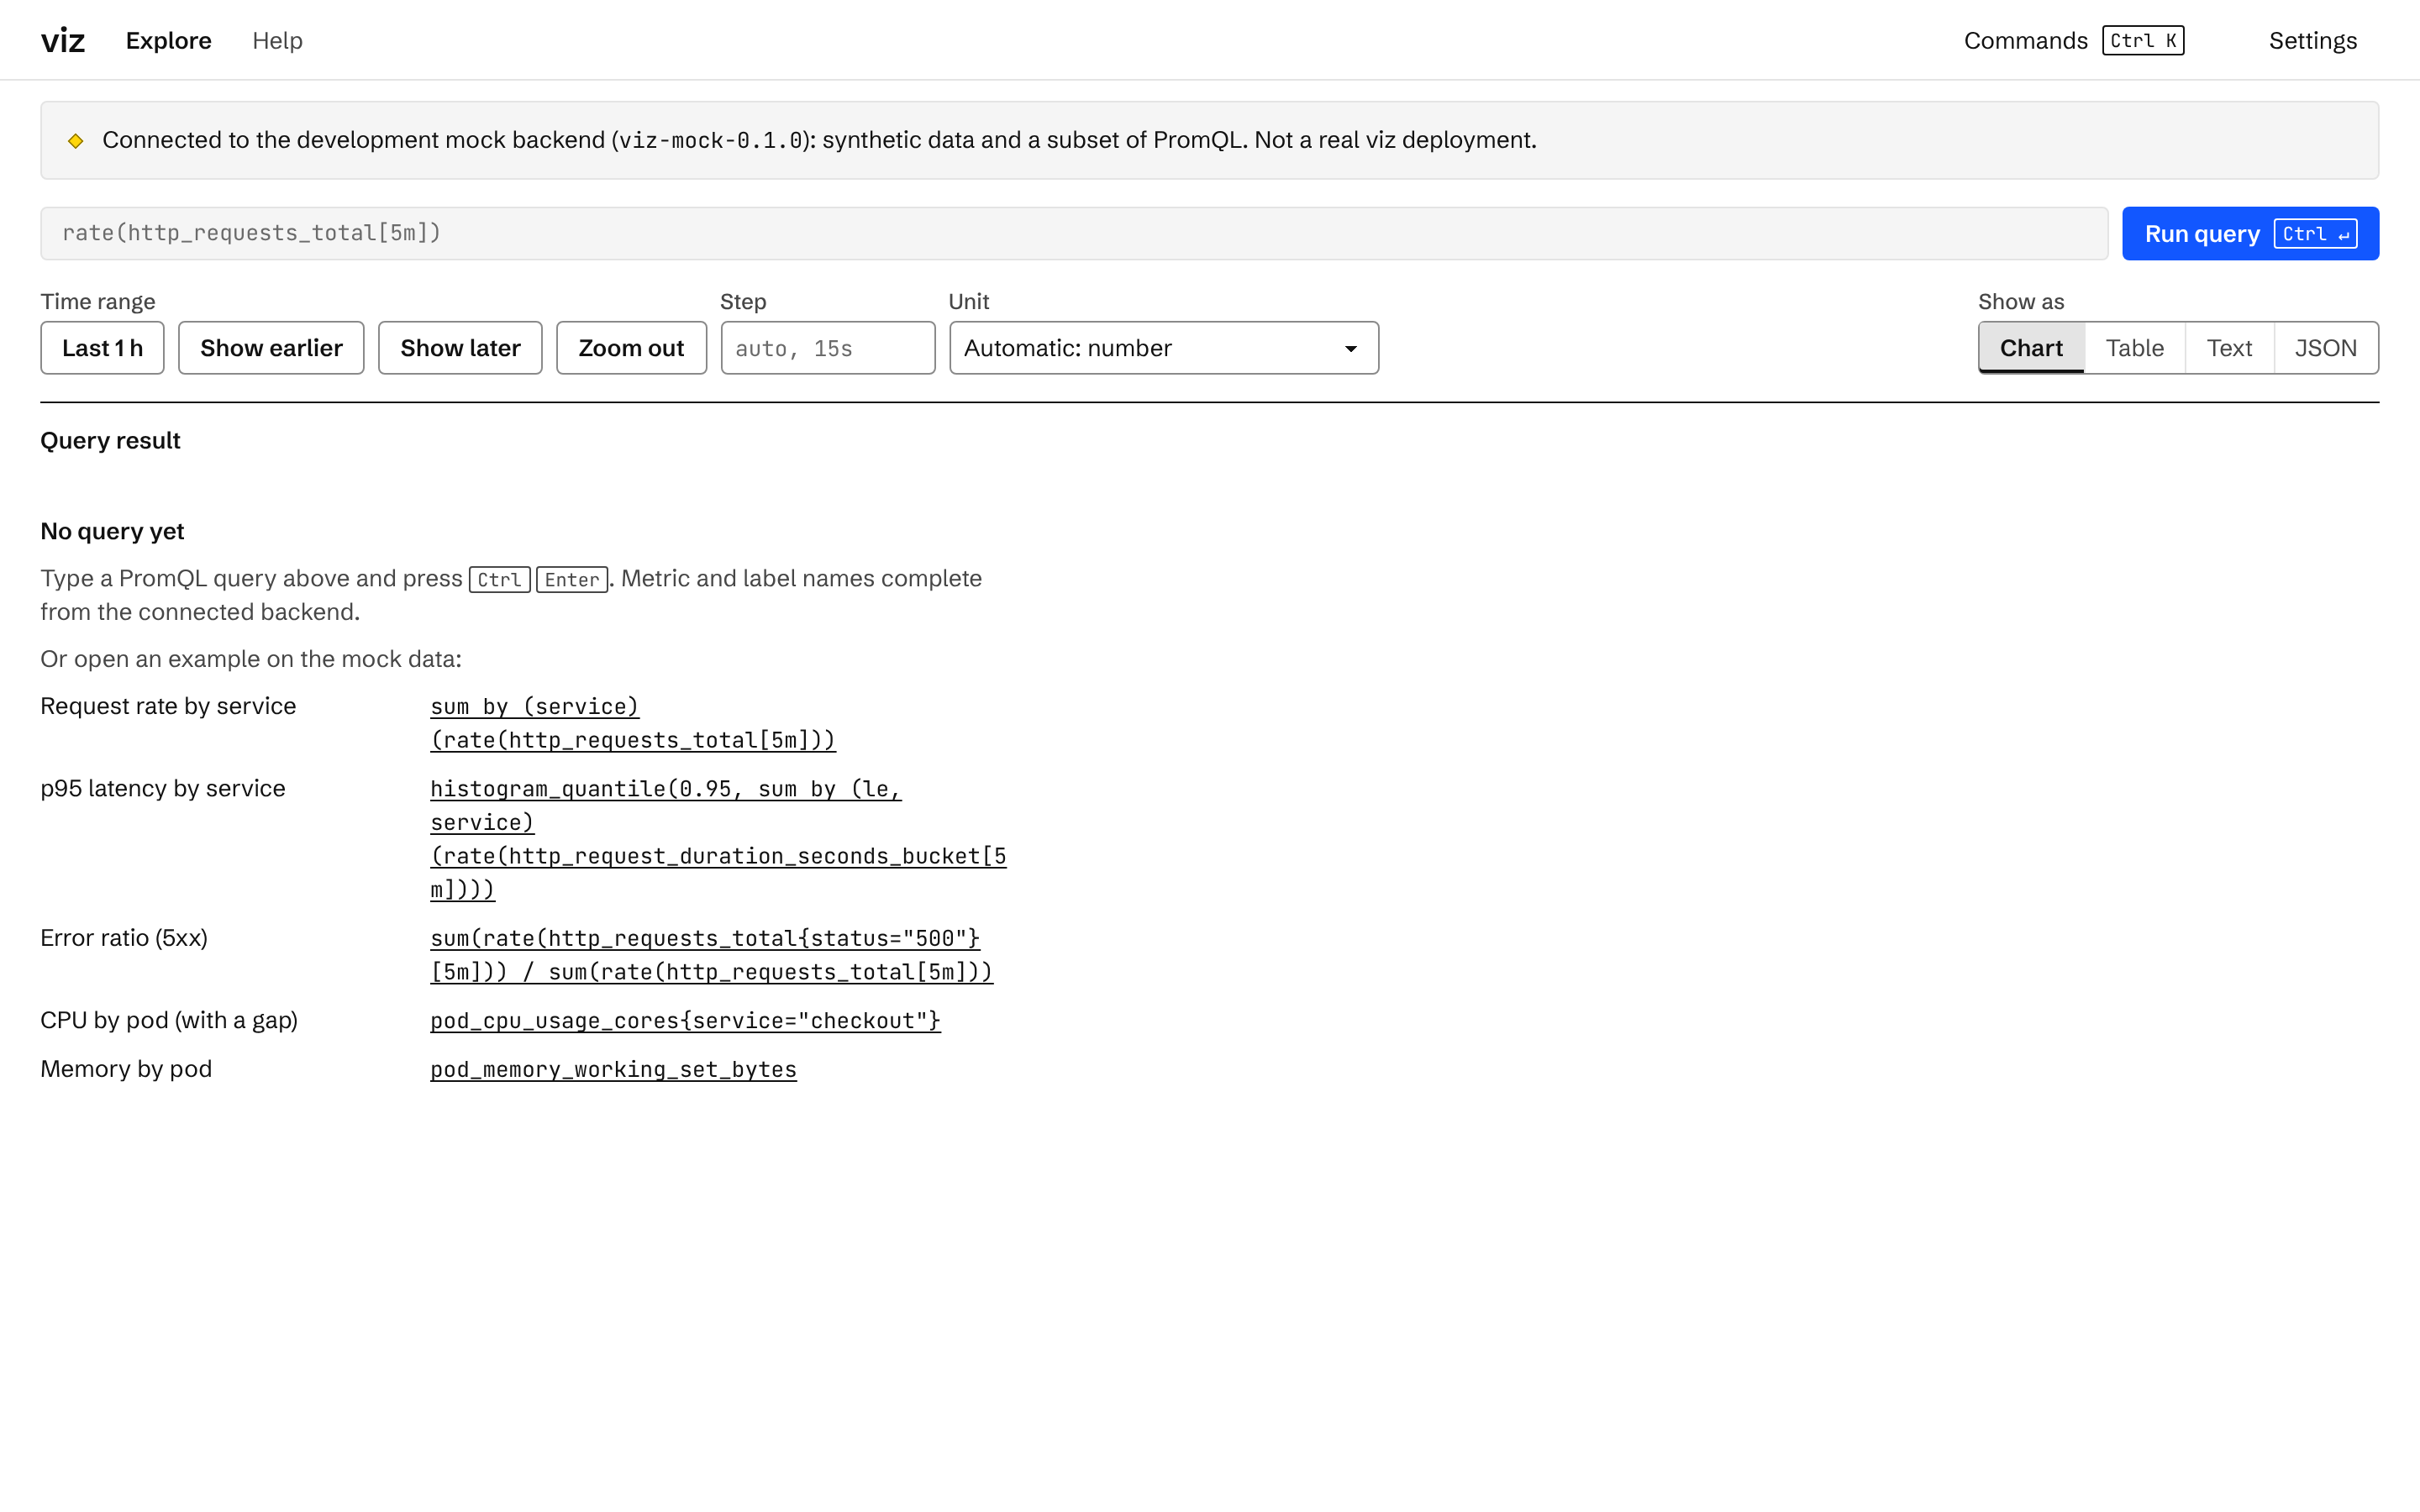 viz Explore Help Commands Ctrl K Settings
Connected to the development mock backend (viz-mock-0.1.0): synthetic data and a subset of PromQL. Not a real viz deployment.
rate(http_requests_total[5m]) Run query Ctrl ↵
Time range Step Unit Show as
Last 1 h Show earlier Show later Zoom out auto, 15s Automatic: number Chart Table Text JSON
Query result
No query yet
Type a PromQL query above and press Ctrl Enter. Metric and label names complete
from the connected backend.
Or open an example on the mock data:
Request rate by service sum by (service)
(rate(http_requests_total[5m]))
p95 latency by service histogram_quantile(0.95, sum by (le,
service)
(rate(http_request_duration_seconds_bucket[5
m])))
Error ratio (5xx) sum(rate(http_requests_total{status="500"}
[5m])) / sum(rate(http_requests_total[5m]))
CPU by pod (with a gap) pod_cpu_usage_cores{service="checkout"}
Memory by pod pod_memory_working_set_bytes